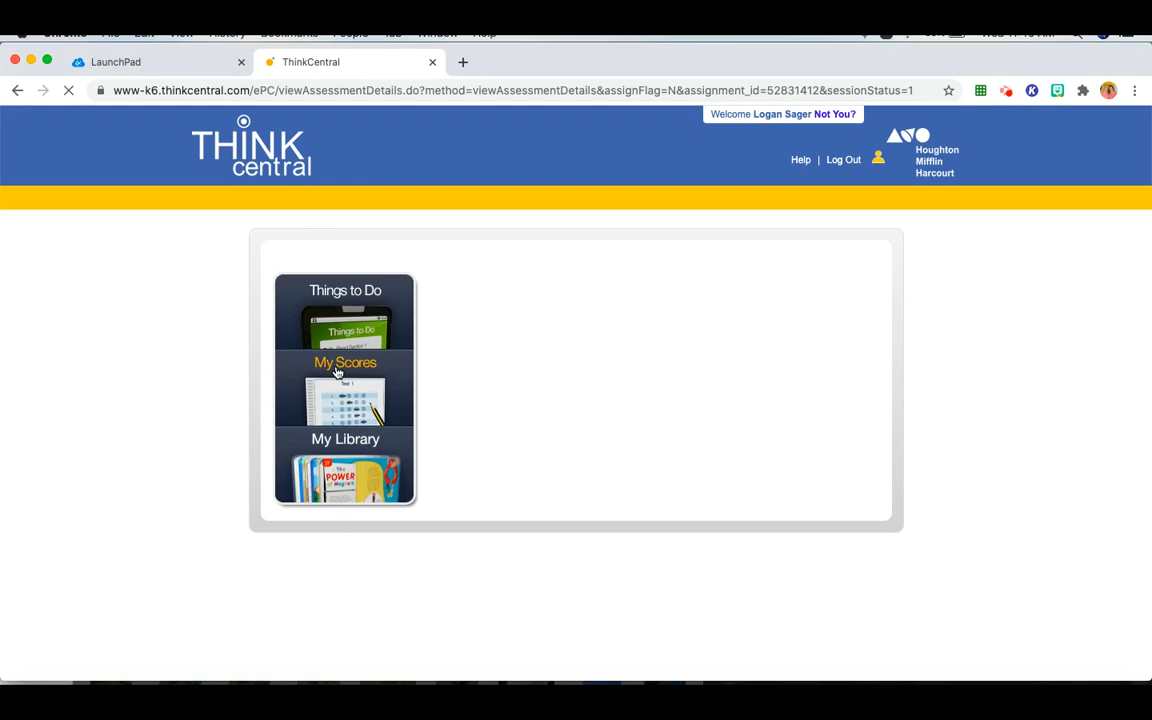 LaunchPad
ThinkCentral
www-k6.thinkcentral.com/ePC/viewAssessmentDetails.do?method=viewAssessmentDetails&assignFlag=N&assignment_id=52831412&sessionStatus=1
Welcome Logan Sager Not You?
THINK
central
Help | Log Out
Houghton
Mifflin
Harcourt
Things to Do
Things to Do
My Scores
Test 1
My Library
The
POWER
of Magnets